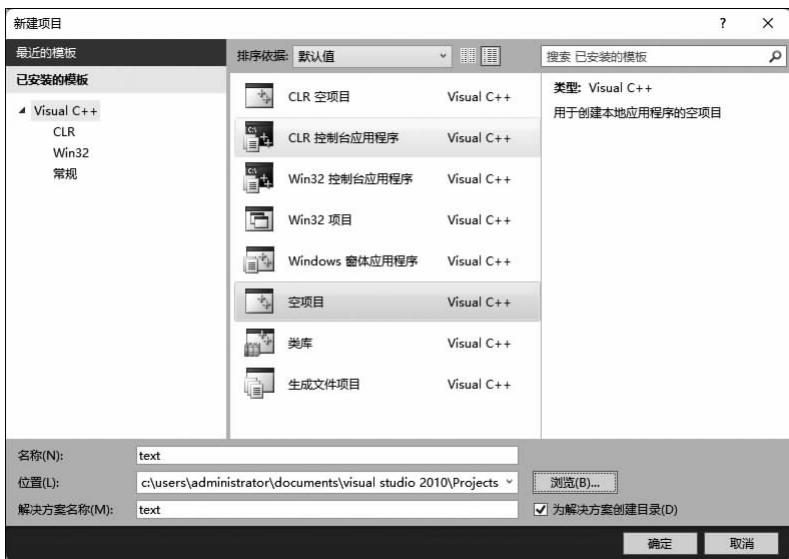 新建项目 ? ×
最近的模板
已安装的模板
Visual C++
CLR
Win32
常规
排序依据: 默认值
CLR 空项目 Visual C++
CLR 控制台应用程序 Visual C++
Win32 控制台应用程序 Visual C++
Win32 项目 Visual C++
Windows 窗体应用程序 Visual C++
空项目 Visual C++
类库 Visual C++
生成文件项目 Visual C++
搜索 已安装的模板
类型: Visual C++
用于创建本地应用程序的空项目
名称(N): text
位置(L): c:\users\administrator\documents\visual studio 2010\Projects 浏览(B)...
解决方案名称(M): text 为解决方案创建目录(D)
确定 取消